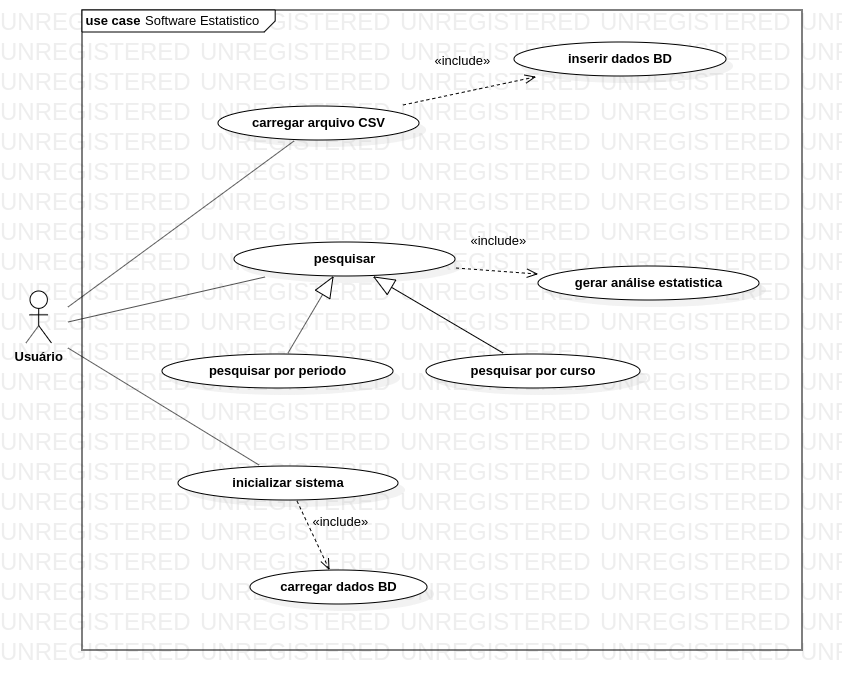 use case Software Estatistico
«include»
inserir dados BD
carregar arquivo CSV
«include»
pesquisar
gerar análise estatistica
Usuário
pesquisar por periodo
pesquisar por curso
inicializar sistema
«include»
carregar dados BD
UNREGISTERED